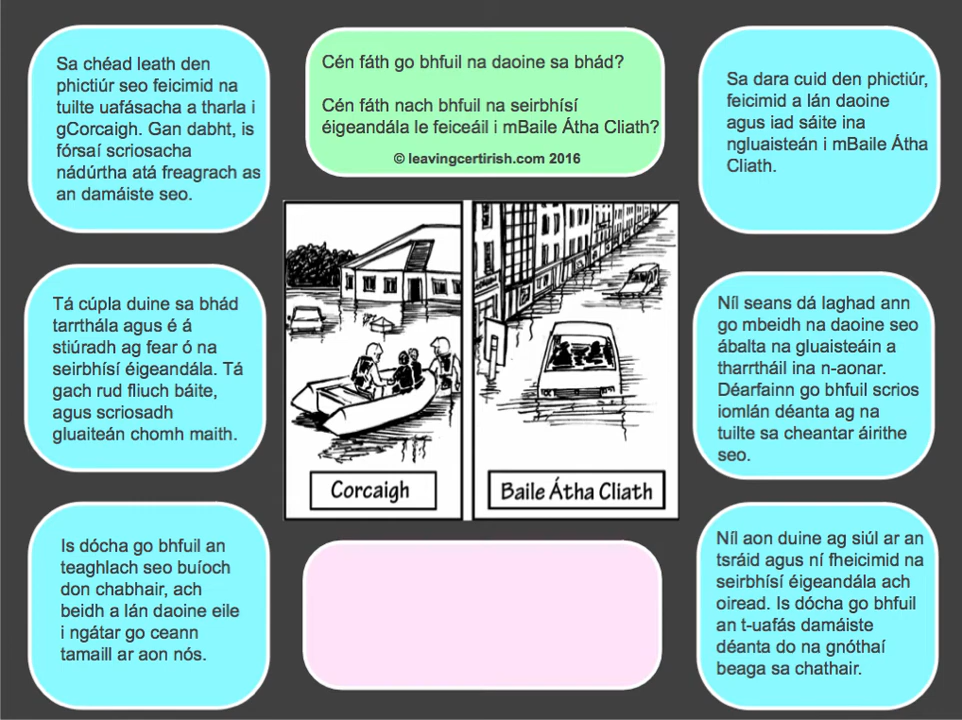 Sa chéad leath den
phictiúr seo feicimid na
tuilte uafásacha a tharla i
gCorcaigh. Gan dabht, is
fórsaí scriosacha
nádúrtha atá freagrach as
an damáiste seo.
Cén fáth go bhfuil na daoine sa bhád?
Cén fáth nach bhfuil na seirbhísí
éigeandála le feiceáil i mBaile Átha Cliath?
© leavingcertirish.com 2016
Sa dara cuid den phictiúr,
feicimid a lán daoine
agus iad sáite ina
ngluaisteán i mBaile Átha
Cliath.
Tá cúpla duine sa bhád
tarrthála agus é á
stiúradh ag fear ó na
seirbhísí éigeandála. Tá
gach rud fliuch báite,
agus scriosadh
gluaiteán chomh maith.
Corcaigh
Baile Átha Cliath
Níl seans dá laghad ann
go mbeidh na daoine seo
ábalta na gluaisteáin a
tharrtháil ina n-aonar.
Déarfainn go bhfuil scrios
iomlán déanta ag na
tuilte sa cheantar áirithe
seo.
Is dócha go bhfuil an
teaghlach seo buíoch
don chabhair, ach
beidh a lán daoine eile
i ngátar go ceann
tamaill ar aon nós.
Níl aon duine ag siúl ar an
tsráid agus ní fheicimid na
seirbhísí éigeandála ach
oiread. Is dócha go bhfuil
an t-uafás damáiste
déanta do na gnóthaí
beaga sa chathair.